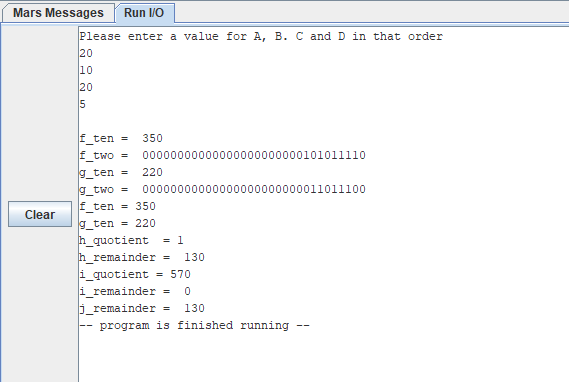 Mars Messages Run I/O
Please enter a value for A, B. C and D in that order
20
10
20
5
f_ten =  350
f_two =  00000000000000000000000101011110
g_ten =  220
g_two =  00000000000000000000000011011100
f_ten = 350
g_ten = 220
h_quotient  = 1
Clear
h_remainder =  130
i_quotient = 570
i_remainder =  0
j_remainder =  130
-- program is finished running --